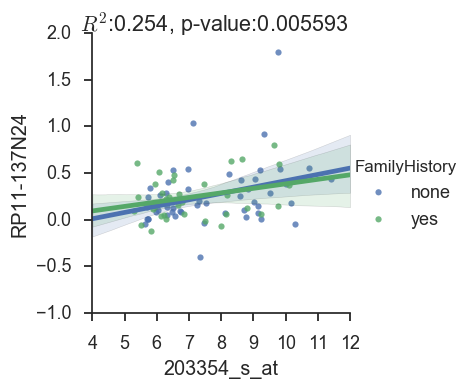 R²:0.254, p-value:0.005593
2.0
1.5
1.0
0.5
0.0
−0.5
−1.0
RP11-137N24
4 5 6 7 8 9 10 11 12
203354_s_at
FamilyHistory
none
yes